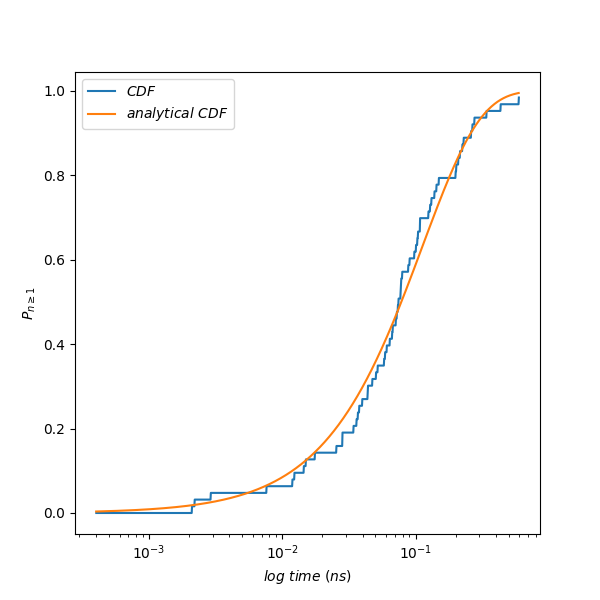 CDF
analytical CDF
1.0
0.8
0.6
0.4
0.2
0.0
P_{n≥1}
10^{-3}
10^{-2}
10^{-1}
log time (ns)